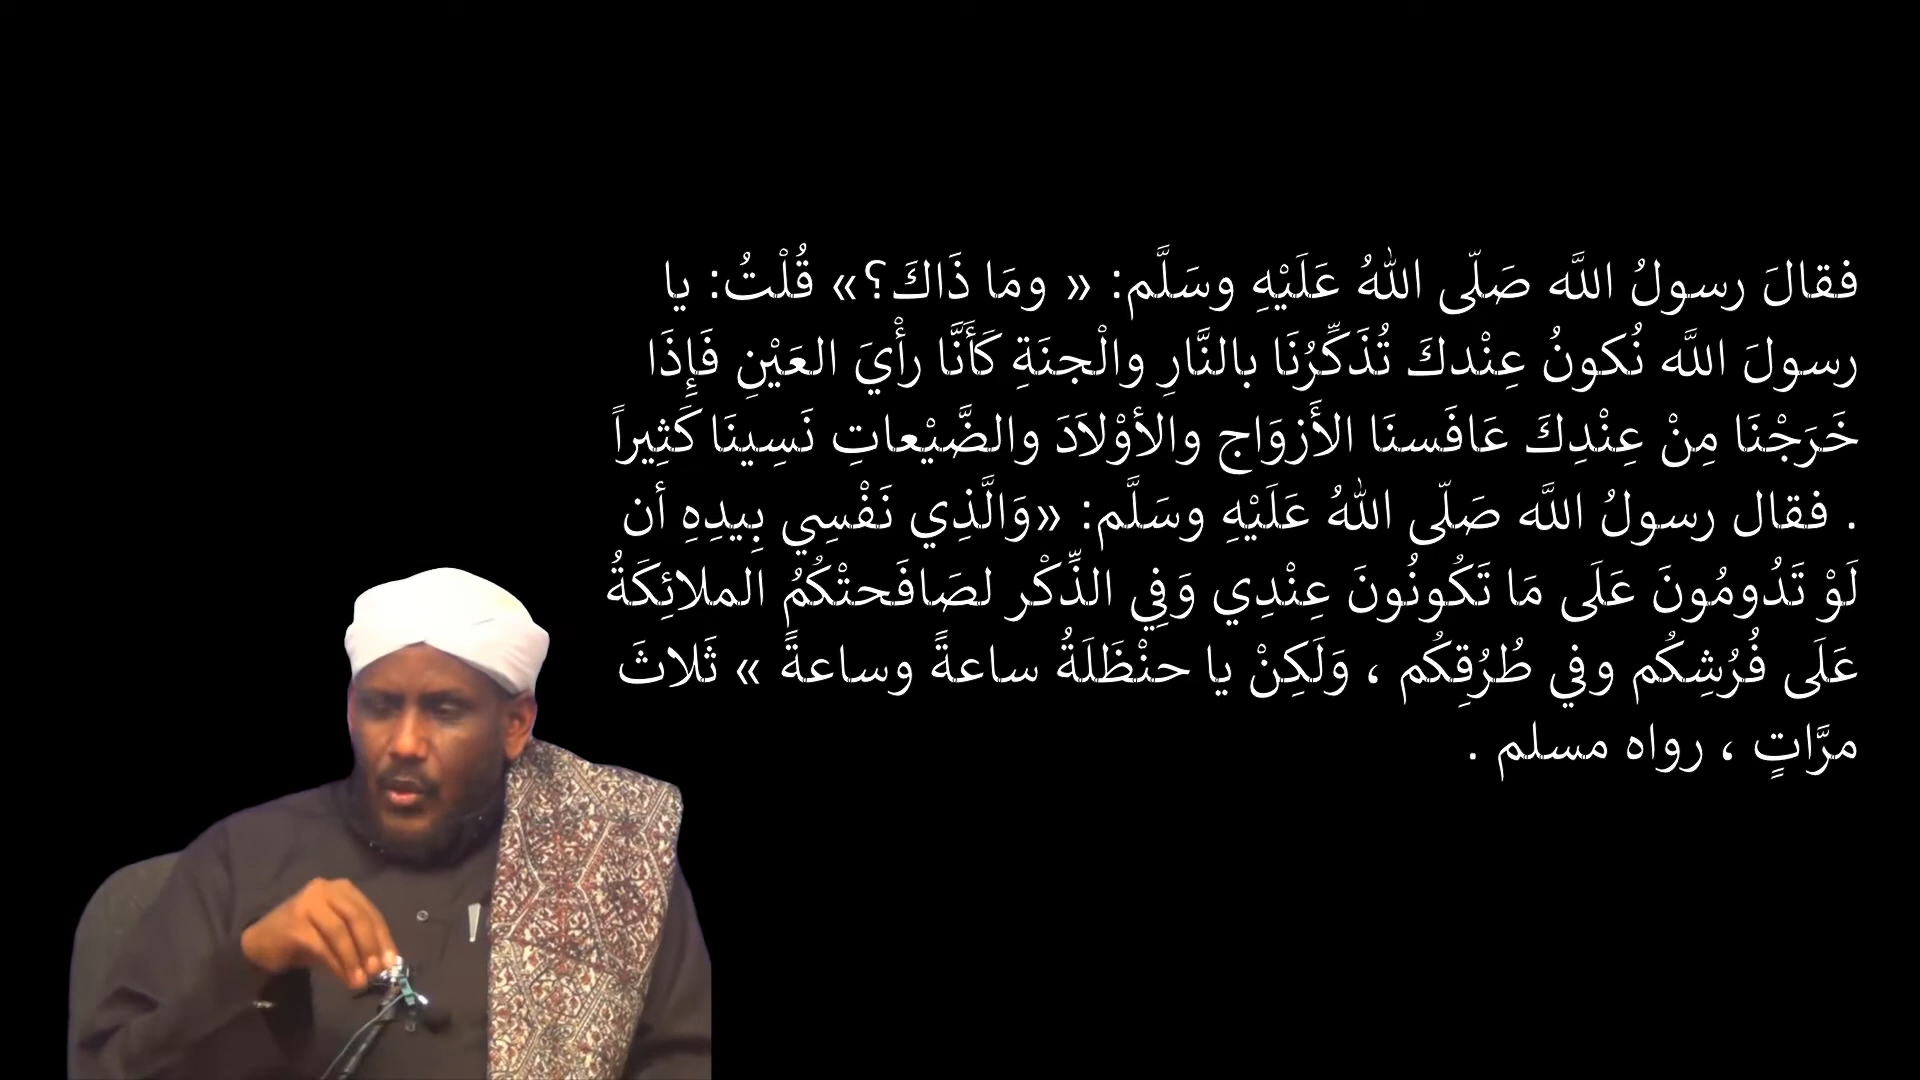 فقالَ رسولُ اللَّه صَلّى اللهُ عَلَيْهِ وسَلَّم: « ومَا ذَاكَ؟» قُلْتُ: يا
رسولَ اللَّه نُكونُ عِنْدكَ تُذَكِّرُنَا بالنَّارِ والْجنَةِ كَأَنَّا رأْيَ العَيْنِ فَإِذَا
خَرَجْنَا مِنْ عِنْدِكَ عَافَسنَا الأَزوَاج والأوْلاَدَ والضَّيْعاتِ نَسِينَا كَثِيراً
. فقال رسولُ اللَّه صَلّى اللهُ عَلَيْهِ وسَلَّم: «وَالَّذِي نَفْسِي بِيدِهِ أن
لَوْ تَدُومُونَ عَلَى مَا تَكُونُونَ عِنْدِي وَفِي الذِّكْر لصَافَحتْكُمُ الملائِكَةُ
عَلَى فُرُشِكُم وفي طُرُقِكُم ، وَلَكِنْ يا حنْظَلَةُ ساعةً وساعةً » ثَلاثَ
مرَّاتٍ ، رواه مسلم .